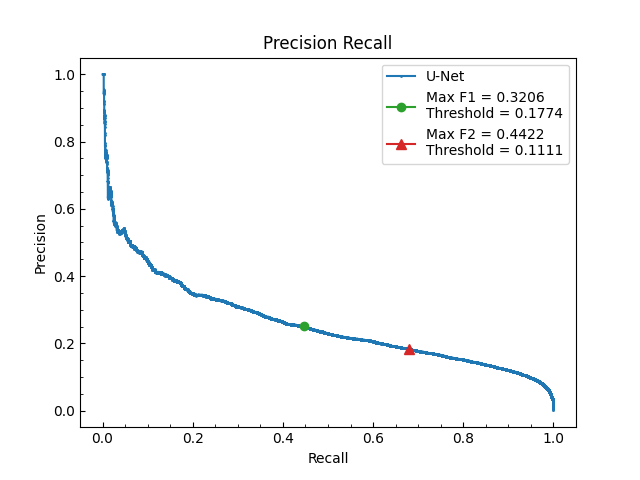 Precision Recall
1.0
0.8
0.6
0.4
0.2
0.0
Precision
U-Net
Max F1 = 0.3206
Threshold = 0.1774
Max F2 = 0.4422
Threshold = 0.1111
0.0 0.2 0.4 0.6 0.8 1.0
Recall